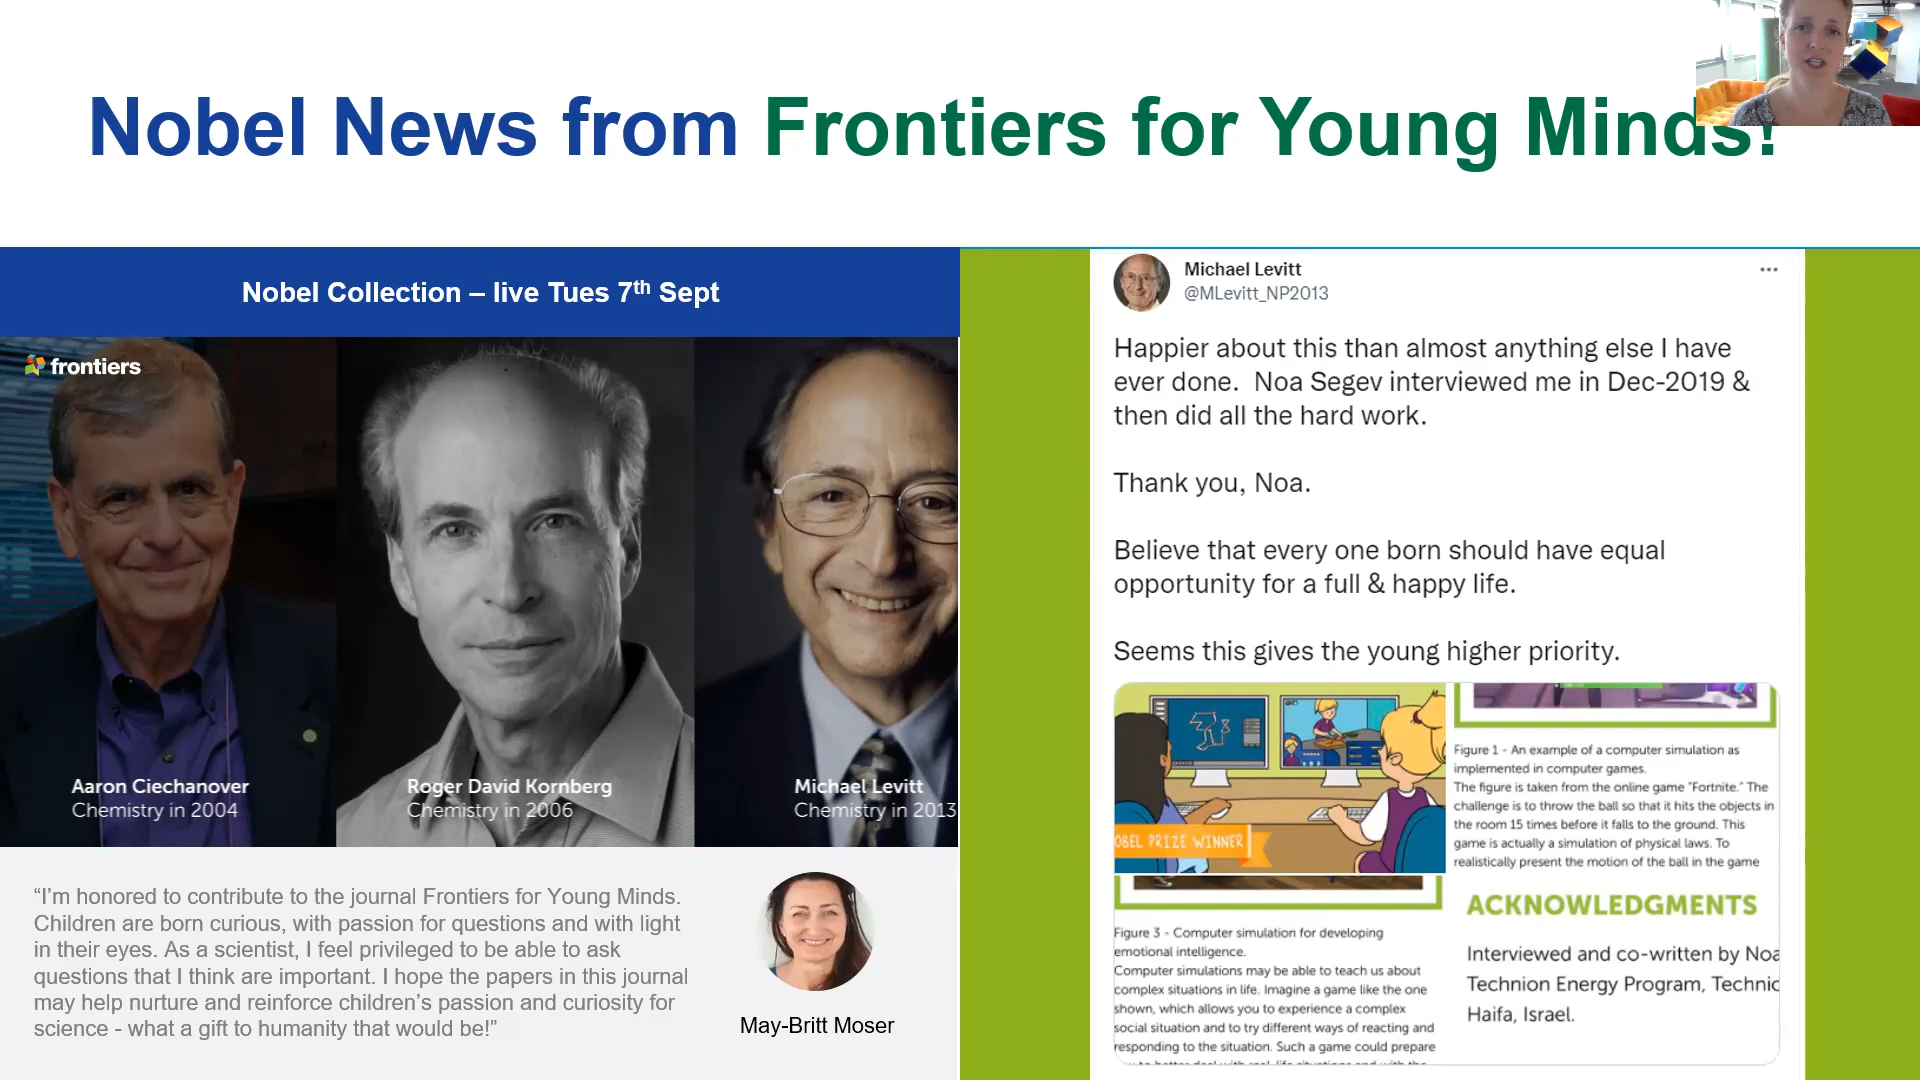 Nobel News from Frontiers for Young Minds!
Nobel Collection – live Tues 7th Sept
frontiers
Aaron Ciechanover
Chemistry in 2004
Roger David Kornberg
Chemistry in 2006
Michael Levitt
Chemistry in 2013
“I’m honored to contribute to the journal Frontiers for Young Minds.
Children are born curious, with passion for questions and with light
in their eyes. As a scientist, I feel privileged to be able to ask
questions that I think are important. I hope the papers in this journal
may help nurture and reinforce children’s passion and curiosity for
science - what a gift to humanity that would be!”
May-Britt Moser
Michael Levitt
@MLevitt_NP2013
Happier about this than almost anything else I have
ever done. Noa Segev interviewed me in Dec-2019 &
then did all the hard work.
Thank you, Noa.
Believe that every one born should have equal
opportunity for a full & happy life.
Seems this gives the young higher priority.
OBEL PRIZE WINNER
Figure 3 - Computer simulation for developing
emotional intelligence.
Computer simulations may be able to teach us about
complex situations in life. Imagine a game like the one
shown, which allows you to experience a complex
social situation and to try different ways of reacting and
responding to the situation. Such a game could prepare
Figure 1 - An example of a computer simulation as
implemented in computer games.
The figure is taken from the online game "Fortnite." The
challenge is to throw the ball so that it hits the objects in
the room 15 times before it falls to the ground. This
game is actually a simulation of physical laws. To
realistically present the motion of the ball in the game
ACKNOWLEDGMENTS
Interviewed and co-written by Noa
Technion Energy Program, Technic
Haifa, Israel.